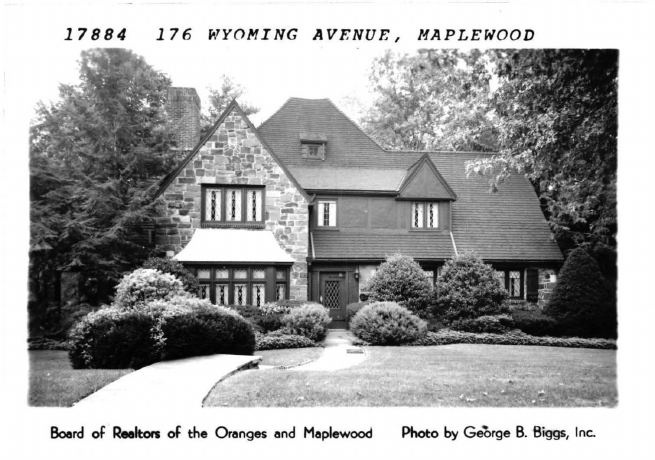 17884 176 WYOMING AVENUE, MAPLEWOOD
Board of Realtors of the Oranges and Maplewood Photo by George B. Biggs, Inc.